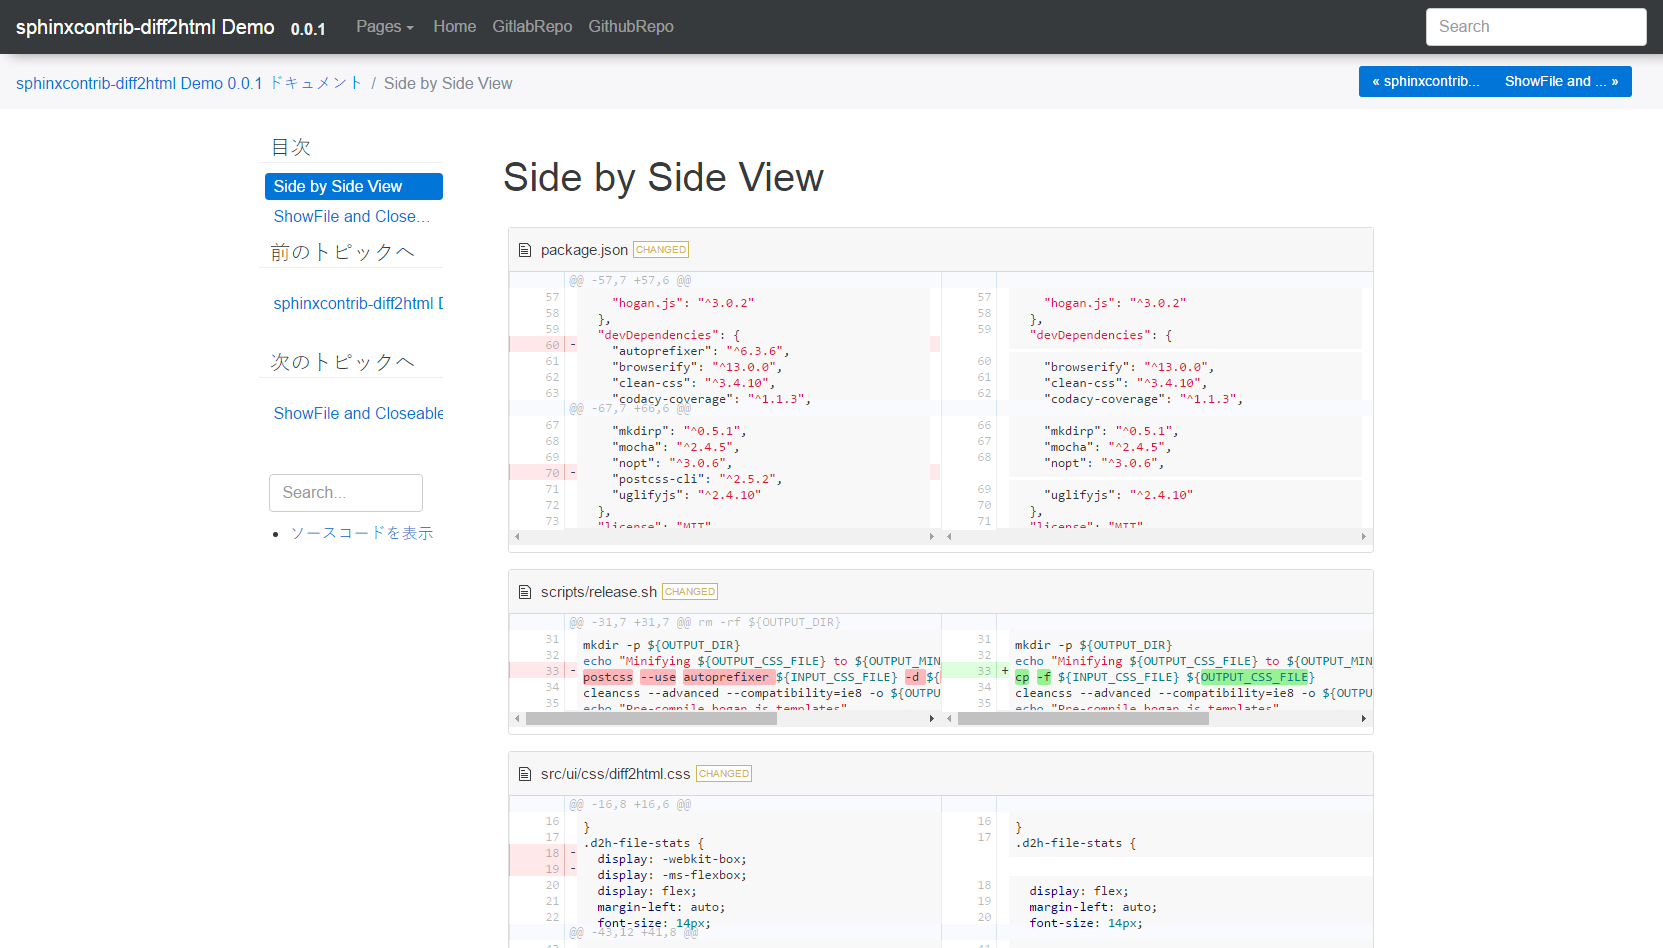 sphinxcontrib-diff2html Demo 0.0.1 Pages Home GitlabRepo GithubRepo Search
sphinxcontrib-diff2html Demo 0.0.1 ドキュメント / Side by Side View « sphinxcontrib... ShowFile and ... »
目次
Side by Side View
ShowFile and Close...
前のトピックへ
sphinxcontrib-diff2html
次のトピックへ
ShowFile and Closeable
Search...
ソースコードを表示
Side by Side View
package.json CHANGED
@@ -57,7 +57,6 @@
57 "hogan.js": "^3.0.2" 57 "hogan.js": "^3.0.2"
58 }, 58 },
59 "devDependencies": { 59 "devDependencies": {
60 - "autoprefixer": "^6.3.6",
61 "browserify": "^13.0.0", 60 "browserify": "^13.0.0",
62 "clean-css": "^3.4.10", 61 "clean-css": "^3.4.10",
63 "codacy-coverage": "^1.1.3", 62 "codacy-coverage": "^1.1.3",
@@ -67,7 +66,6 @@
67 "mkdirp": "^0.5.1", 66 "mkdirp": "^0.5.1",
68 "mocha": "^2.4.5", 67 "mocha": "^2.4.5",
69 "nopt": "^3.0.6", 68 "nopt": "^3.0.6",
70 - "postcss-cli": "^2.5.2",
71 "uglifyjs": "^2.4.10" 69 "uglifyjs": "^2.4.10"
72 }, 70 },
73 "license": "MIT" 71 "license": "MIT"
scripts/release.sh CHANGED
@@ -31,7 +31,7 @@ rm -rf ${OUTPUT_DIR}
31 mkdir -p ${OUTPUT_DIR} 31 mkdir -p ${OUTPUT_DIR}
32 echo "Minifying ${OUTPUT_CSS_FILE} to ${OUTPUT_MIN 32 echo "Minifying ${OUTPUT_CSS_FILE} to ${OUTPUT_MI
33 - postcss --use autoprefixer ${INPUT_CSS_FILE} -d ${ 33 + cp -f ${INPUT_CSS_FILE} ${OUTPUT_CSS_FILE}
34 cleancss --advanced --compatibility=ie8 -o ${OUTPU 34 cleancss --advanced --compatibility=ie8 -o ${OUTPU
35 echo "Pre-compile hogan.js templates" 35 echo "Pre-compile hogan.js templates"
src/ui/css/diff2html.css CHANGED
@@ -16,8 +16,6 @@
16 } 16 }
17 .d2h-file-stats { 17 .d2h-file-stats {
18 - display: -webkit-box;
19 - display: -ms-flexbox;
20 display: flex; 18 display: flex;
21 margin-left: auto; 19 margin-left: auto;
22 font-size: 14px; 20 font-size: 14px;
@@ -43,12 +41,8 @@